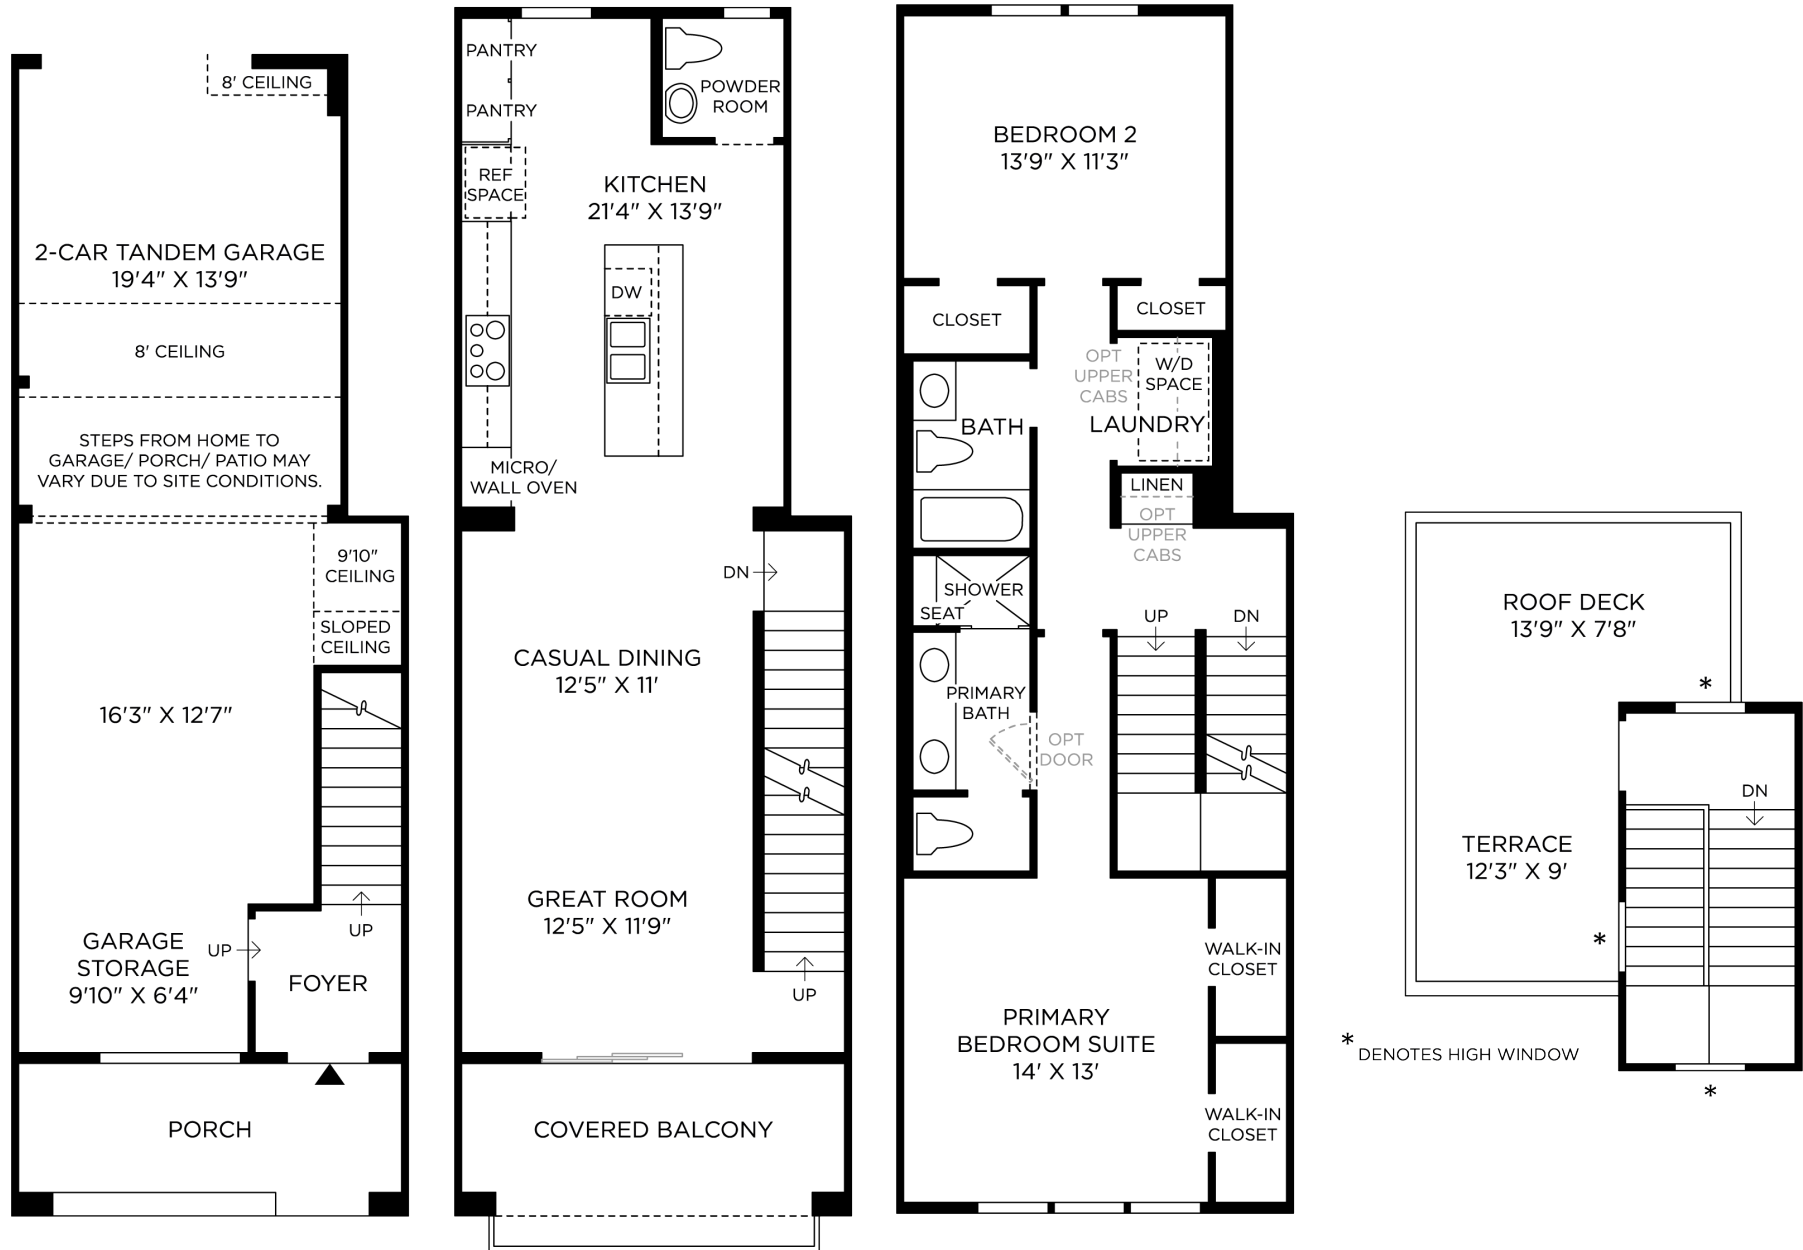 8' CEILING
2-CAR TANDEM GARAGE
19'4" X 13'9"
8' CEILING
STEPS FROM HOME TO
GARAGE/ PORCH/ PATIO MAY
VARY DUE TO SITE CONDITIONS.
9'10"
CEILING
SLOPED
CEILING
16'3" X 12'7"
UP
GARAGE
STORAGE
9'10" X 6'4"
UP
FOYER
PORCH
PANTRY
PANTRY
POWDER
ROOM
REF
SPACE
KITCHEN
21'4" X 13'9"
DW
MICRO/
WALL OVEN
DN
CASUAL DINING
12'5" X 11'
GREAT ROOM
12'5" X 11'9"
UP
COVERED BALCONY
BEDROOM 2
13'9" X 11'3"
CLOSET
CLOSET
OPT
UPPER
CABS
W/D
SPACE
BATH
LAUNDRY
LINEN
OPT
UPPER
CABS
SHOWER
SEAT
UP
DN
PRIMARY
BATH
OPT
DOOR
WALK-IN
CLOSET
PRIMARY
BEDROOM SUITE
14' X 13'
WALK-IN
CLOSET
ROOF DECK
13'9" X 7'8"
*
DN
TERRACE
12'3" X 9'
*
* DENOTES HIGH WINDOW
*